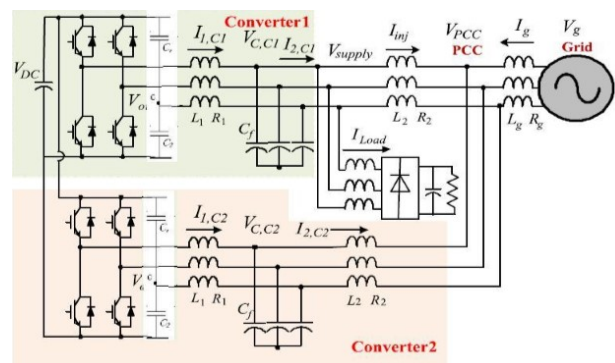 Converter1
I1,C1
VC,C1
I2,C1
Vsupply
Iinj
VPCC
PCC
Ig
Vg
Grid
VDC
L1 R1
Cf
L2 R2
Lg Rg
ILoad
I1,C2
VC,C2
I2,C2
L1 R1
Cf
L2 R2
Converter2